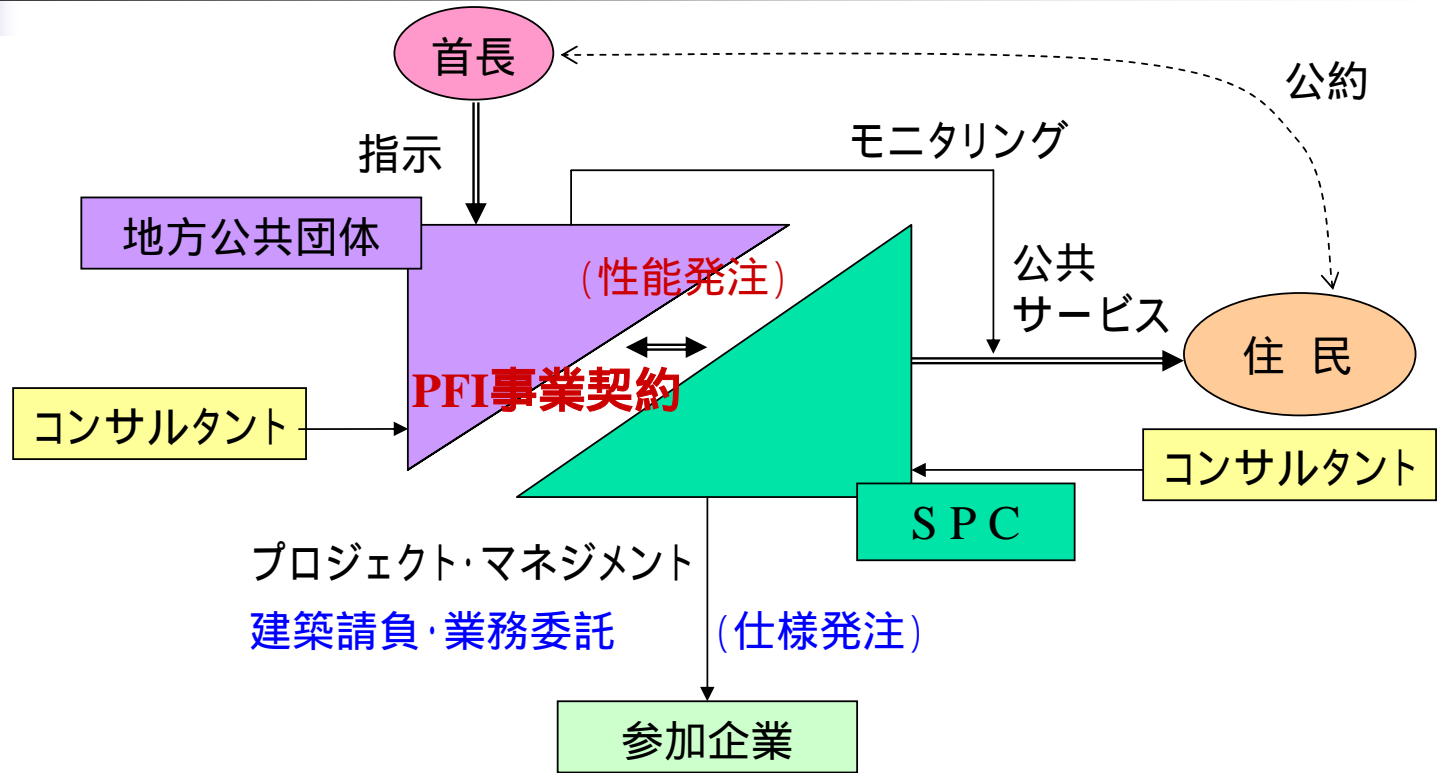 首長
公約
指示
モニタリング
地方公共団体
(性能発注)
公共
サービス
住 民
PFI事業契約
コンサルタント
コンサルタント
S P C
プロジェクト・マネジメント
建築請負・業務委託
(仕様発注)
参加企業